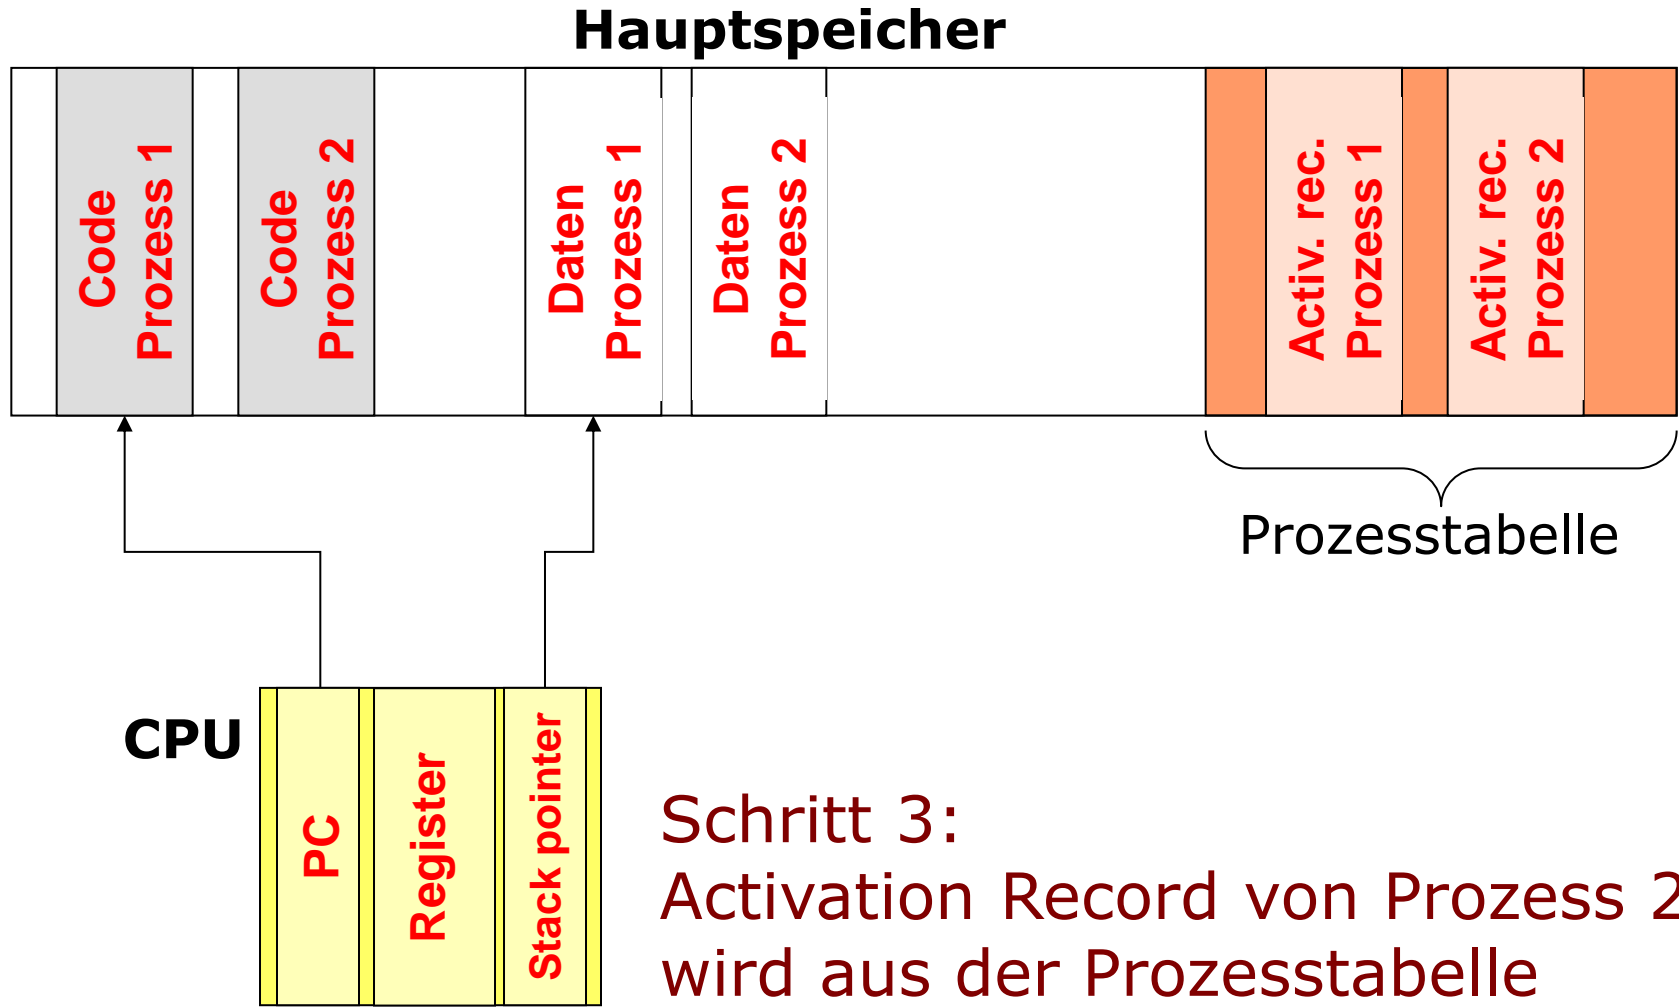 Hauptspeicher
Code
Prozess 1
Code
Prozess 2
Daten
Prozess 1
Daten
Prozess 2
Activ. rec.
Prozess 1
Activ. rec.
Prozess 2
Prozesstabelle
CPU
PC
Register
Stack pointer
Schritt 3:
Activation Record von Prozess 2
wird aus der Prozesstabelle